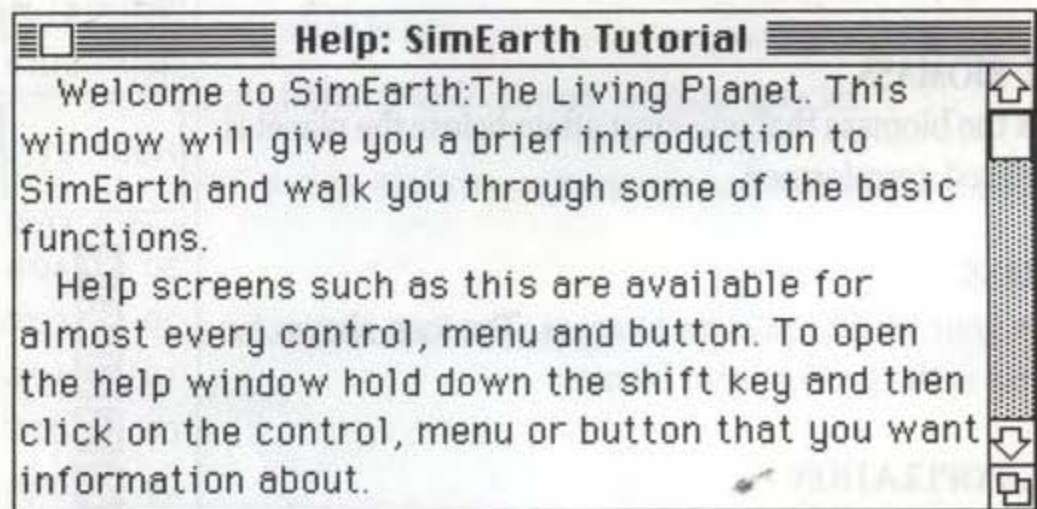 Help: SimEarth Tutorial
Welcome to SimEarth:The Living Planet. This
window will give you a brief introduction to
SimEarth and walk you through some of the basic
functions.
Help screens such as this are available for
almost every control, menu and button. To open
the help window hold down the shift key and then
click on the control, menu or button that you want
information about.